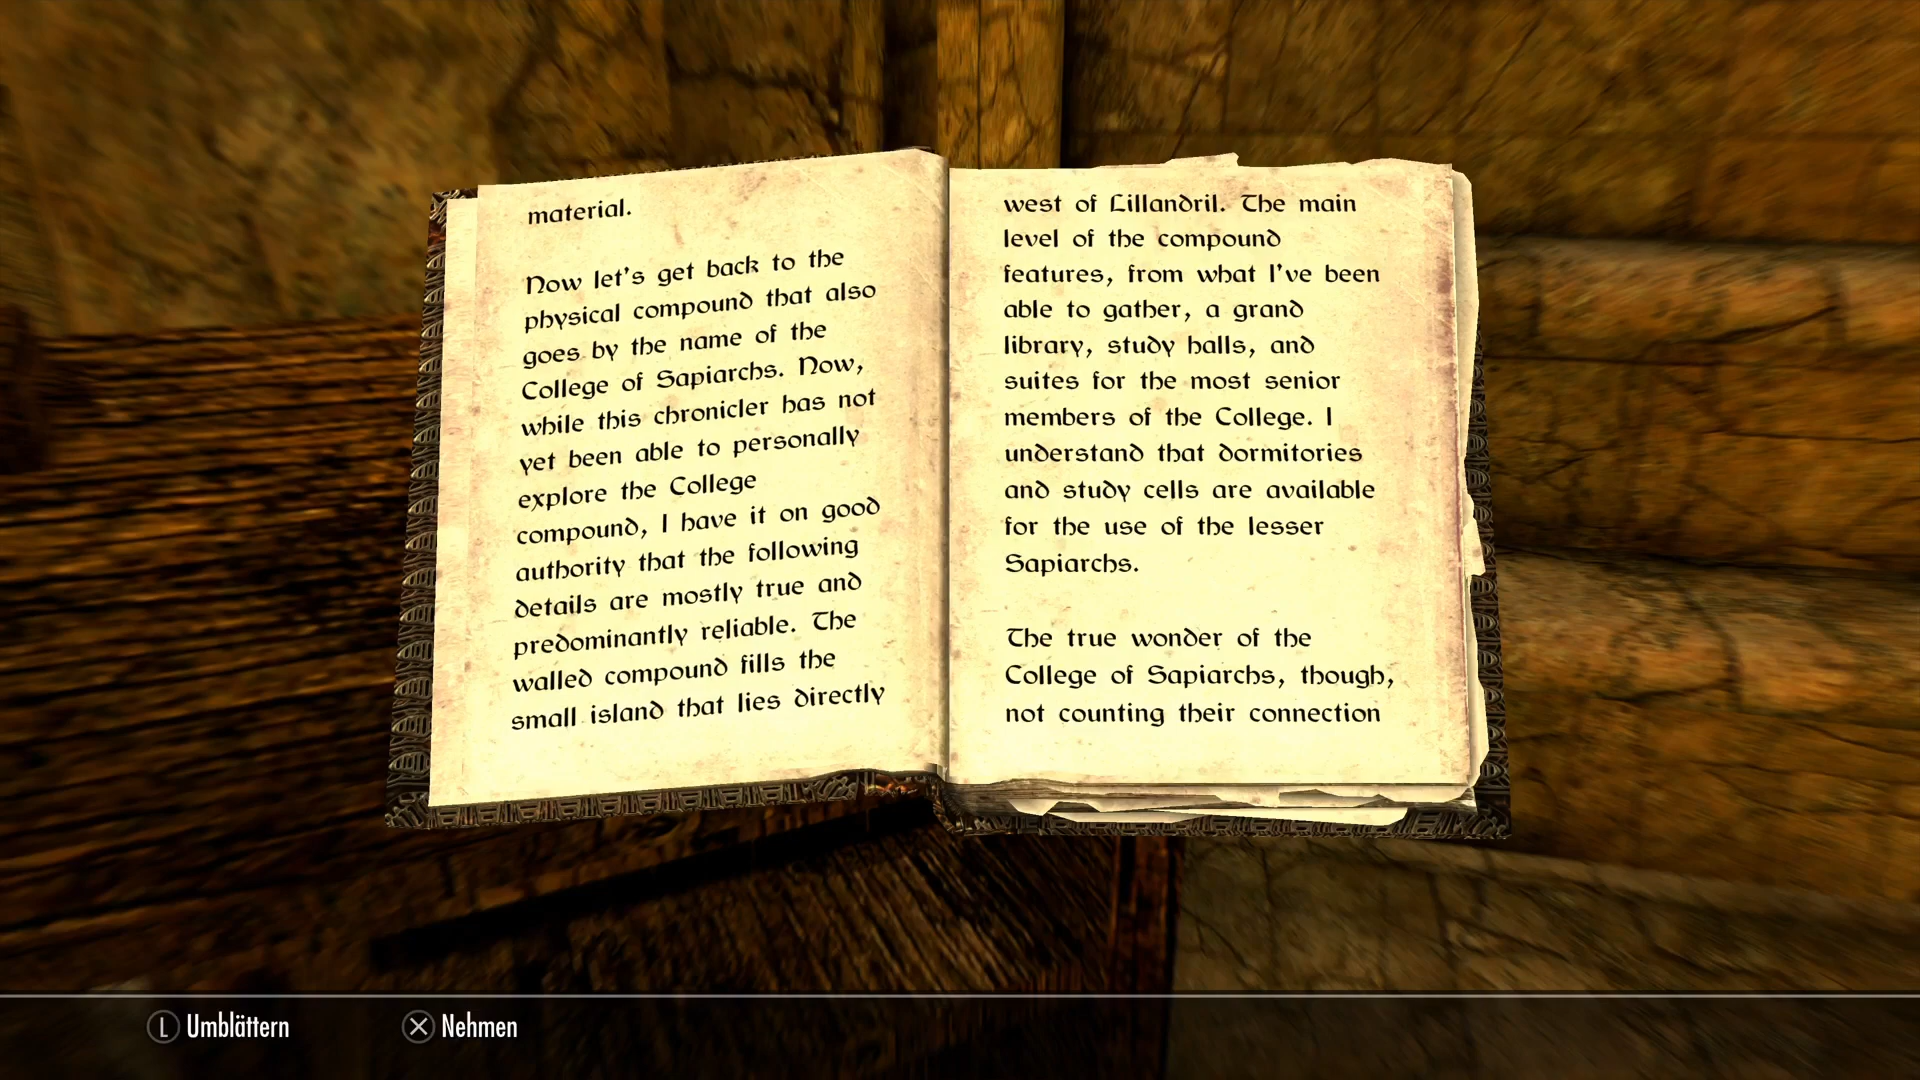 material.
Now let's get back to the
physical compound that also
goes by the name of the
College of Sapiarchs. Now,
while this chronicler has not
yet been able to personally
explore the College
compound, I have it on good
authority that the following
details are mostly true and
predominantly reliable. The
walled compound fills the
small island that lies directly
west of Lillandril. The main
level of the compound
features, from what I've been
able to gather, a grand
library, study halls, and
suites for the most senior
members of the College. I
understand that dormitories
and study cells are available
for the use of the lesser
Sapiarchs.
The true wonder of the
College of Sapiarchs, though,
not counting their connection
L Umblättern
X Nehmen